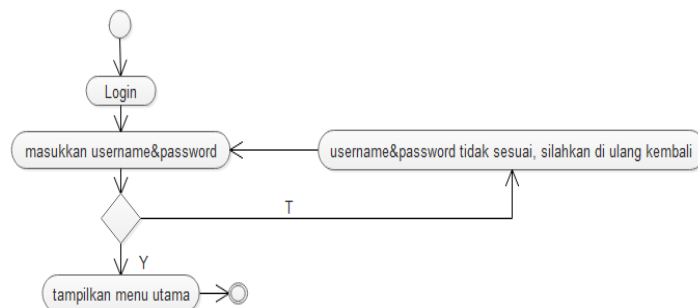 Login
masukkan username&password
username&password tidak sesuai, silahkan di ulang kembali
T
Y
tampilkan menu utama